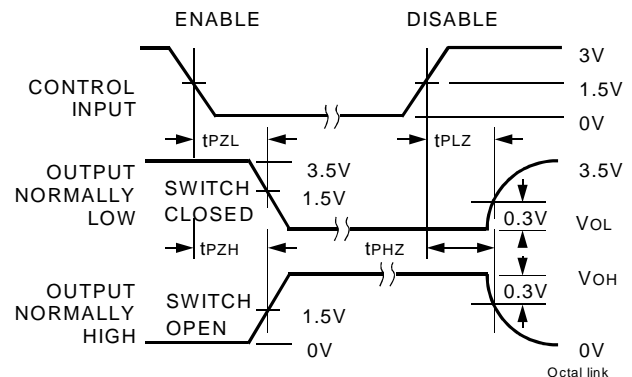 ENABLE
DISABLE
CONTROL
INPUT
3V
1.5V
0V
tPZL
tPLZ
OUTPUT
NORMALLY
LOW
SWITCH
CLOSED
3.5V
1.5V
3.5V
0.3V
VOL
tPZH
tPHZ
OUTPUT
NORMALLY
HIGH
SWITCH
OPEN
1.5V
0V
0.3V
VOH
0V
Octal link